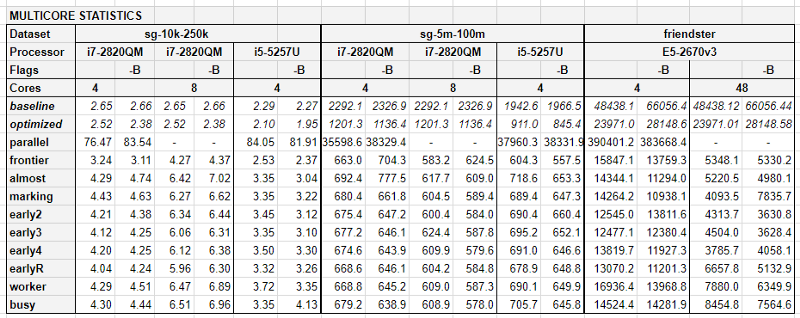 MULTICORE STATISTICS
Dataset sg-10k-250k sg-5m-100m friendster
Processor i7-2820QM i7-2820QM i5-5257U i7-2820QM i7-2820QM i5-5257U E5-2670v3
Flags -B -B -B -B -B -B -B -B
Cores 4 8 4 4 8 4 4 48
baseline 2.65 2.66 2.65 2.66 2.29 2.27 2292.1 2326.9 2292.1 2326.9 1942.6 1966.5 48438.1 66056.4 48438.12 66056.44
optimized 2.52 2.38 2.52 2.38 2.10 1.95 1201.3 1136.4 1201.3 1136.4 911.0 845.4 23971.0 28148.6 23971.01 28148.58
parallel 76.47 83.54 - - 84.05 81.91 35598.6 38329.4 - - 37960.3 38331.9 390401.2 383668.4 - -
frontier 3.24 3.11 4.27 4.37 2.53 2.37 663.0 704.3 583.2 624.5 604.3 557.5 15847.1 13759.3 5348.1 5330.2
almost 4.29 4.74 6.42 7.02 3.35 3.04 692.4 777.5 617.7 609.0 718.6 653.3 14344.1 11294.0 5220.5 4980.1
marking 4.43 4.63 6.27 6.62 3.35 3.22 680.4 661.8 604.5 589.4 689.4 647.3 14264.2 10938.1 4093.5 7835.7
early2 4.21 4.38 6.34 6.44 3.45 3.12 675.4 647.2 600.4 584.0 690.4 660.4 12545.0 13811.6 4313.7 3630.8
early3 4.12 4.25 6.06 6.31 3.35 3.10 677.2 646.1 624.4 587.8 695.2 652.1 12477.1 12380.4 4504.0 3628.4
early4 4.20 4.25 6.12 6.38 3.50 3.30 674.6 643.9 609.9 579.6 691.0 646.6 13819.7 11927.3 3785.7 4058.1
earlyR 4.04 4.24 5.96 6.30 3.32 3.26 668.6 646.1 604.2 584.8 678.9 648.8 13070.2 11201.3 6657.8 5132.9
worker 4.29 4.51 6.47 6.89 3.72 3.35 668.8 645.2 609.0 587.3 690.1 649.9 16936.4 13968.8 7880.0 6349.9
busy 4.30 4.44 6.51 6.96 3.35 4.13 679.2 638.9 608.9 578.0 705.7 645.8 14524.4 14281.9 8454.8 7564.6